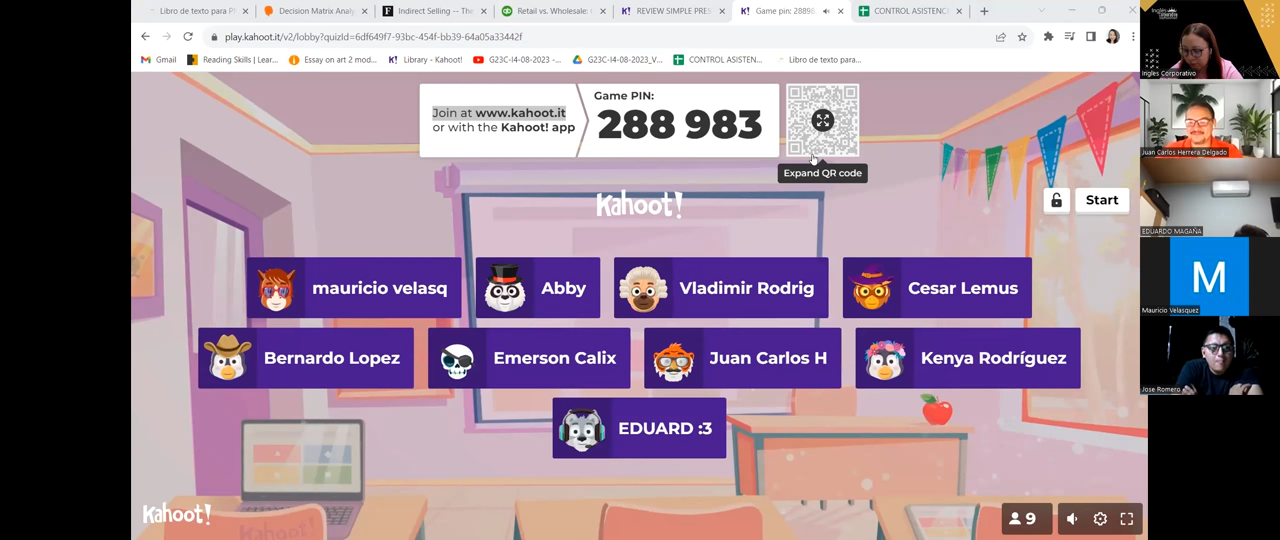 Libro de texto para P
Decision Matrix Anal
Indirect Selling -- The
Retail vs. Wholesale:
REVIEW SIMPLE PRES
Game pin: 28898
CONTROL ASISTENC
play.kahoot.it/v2/lobby?quizId=6df649f7-93bc-454f-bb39-64a05a33442f
Gmail
Reading Skills | Lear...
Essay on art 2 mod...
Library - Kahoot!
G23C-I4-08-2023 -...
G23C-I4-08-2023_V...
CONTROL ASISTEN...
Libro de texto para...
Join at www.kahoot.it
or with the Kahoot! app
Game PIN:
288 983
Expand QR code
Kahoot!
Start
mauricio velasq
Abby
Vladimir Rodrig
Cesar Lemus
Bernardo Lopez
Emerson Calix
Juan Carlos H
Kenya Rodríguez
EDUARD :3
Kahoot!
9
Inglés
Corporativo
Ingles Corporativo
Juan Carlos Herrera Delgado
EDUARDO MAGAÑA
M
Mauricio Velasquez
Jose Romero